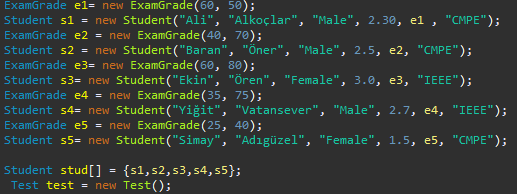 ExamGrade e1= new ExamGrade(60, 50);
Student s1 = new Student("Ali", "Alkoçlar", "Male", 2.30, e1 , "CMPE");
ExamGrade e2 = new ExamGrade(40, 70);
Student s2 = new Student("Baran", "Öner", "Male", 2.5, e2, "CMPE");
ExamGrade e3= new ExamGrade(60, 80);
Student s3= new Student("Ekin", "Ören", "Female", 3.0, e3, "IEEE");
ExamGrade e4 = new ExamGrade(35, 75);
Student s4= new Student("Yiğit", "Vatansever", "Male", 2.7, e4, "IEEE");
ExamGrade e5 = new ExamGrade(25, 40);
Student s5= new Student("Simay", "Adıgüzel", "Female", 1.5, e5, "CMPE");
Student stud[] = {s1,s2,s3,s4,s5};
Test test = new Test();